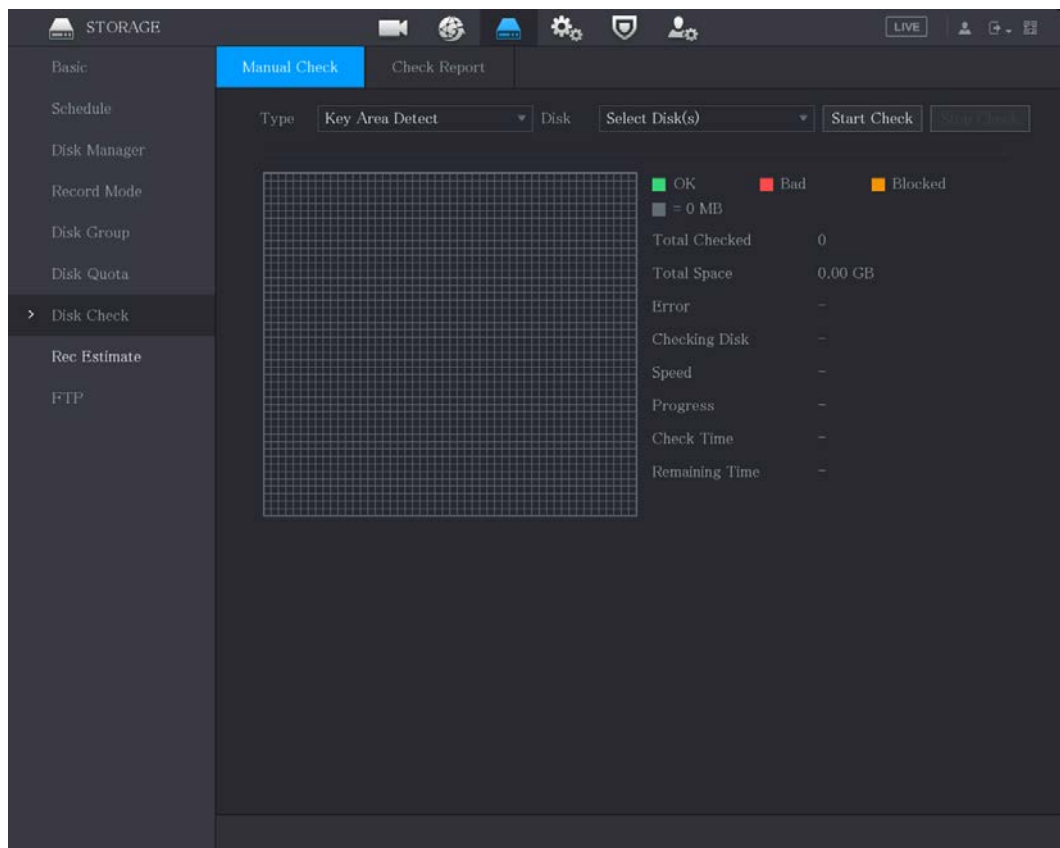 STORAGE
LIVE
Basic
Manual Check
Check Report
Schedule
Type
Key Area Detect
Disk
Select Disk(s)
Start Check
Stop Check
Disk Manager
Record Mode
OK
Bad
Blocked
= 0 MB
Disk Group
Total Checked
0
Disk Quota
Total Space
0.00 GB
Disk Check
Error
-
Checking Disk
-
Rec Estimate
Speed
-
FTP
Progress
-
Check Time
-
Remaining Time
-